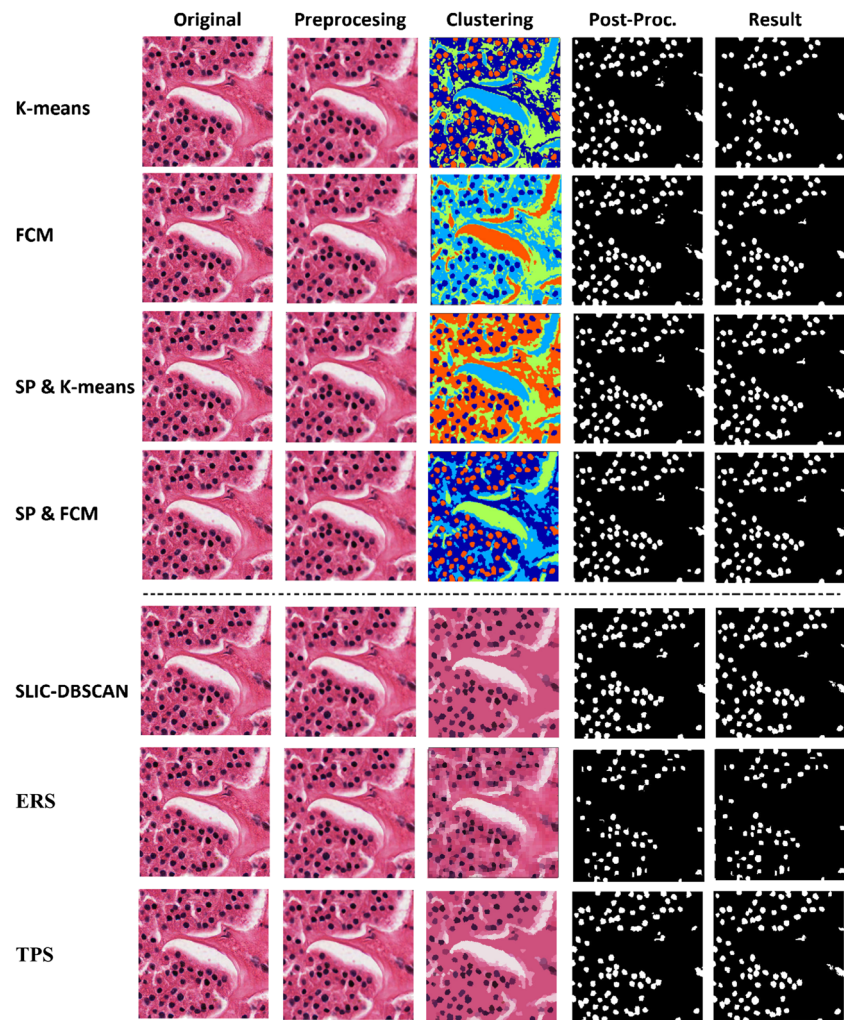 Original Preprocesing Clustering Post-Proc. Result
K-means
FCM
SP & K-means
SP & FCM
SLIC-DBSCAN
ERS
TPS